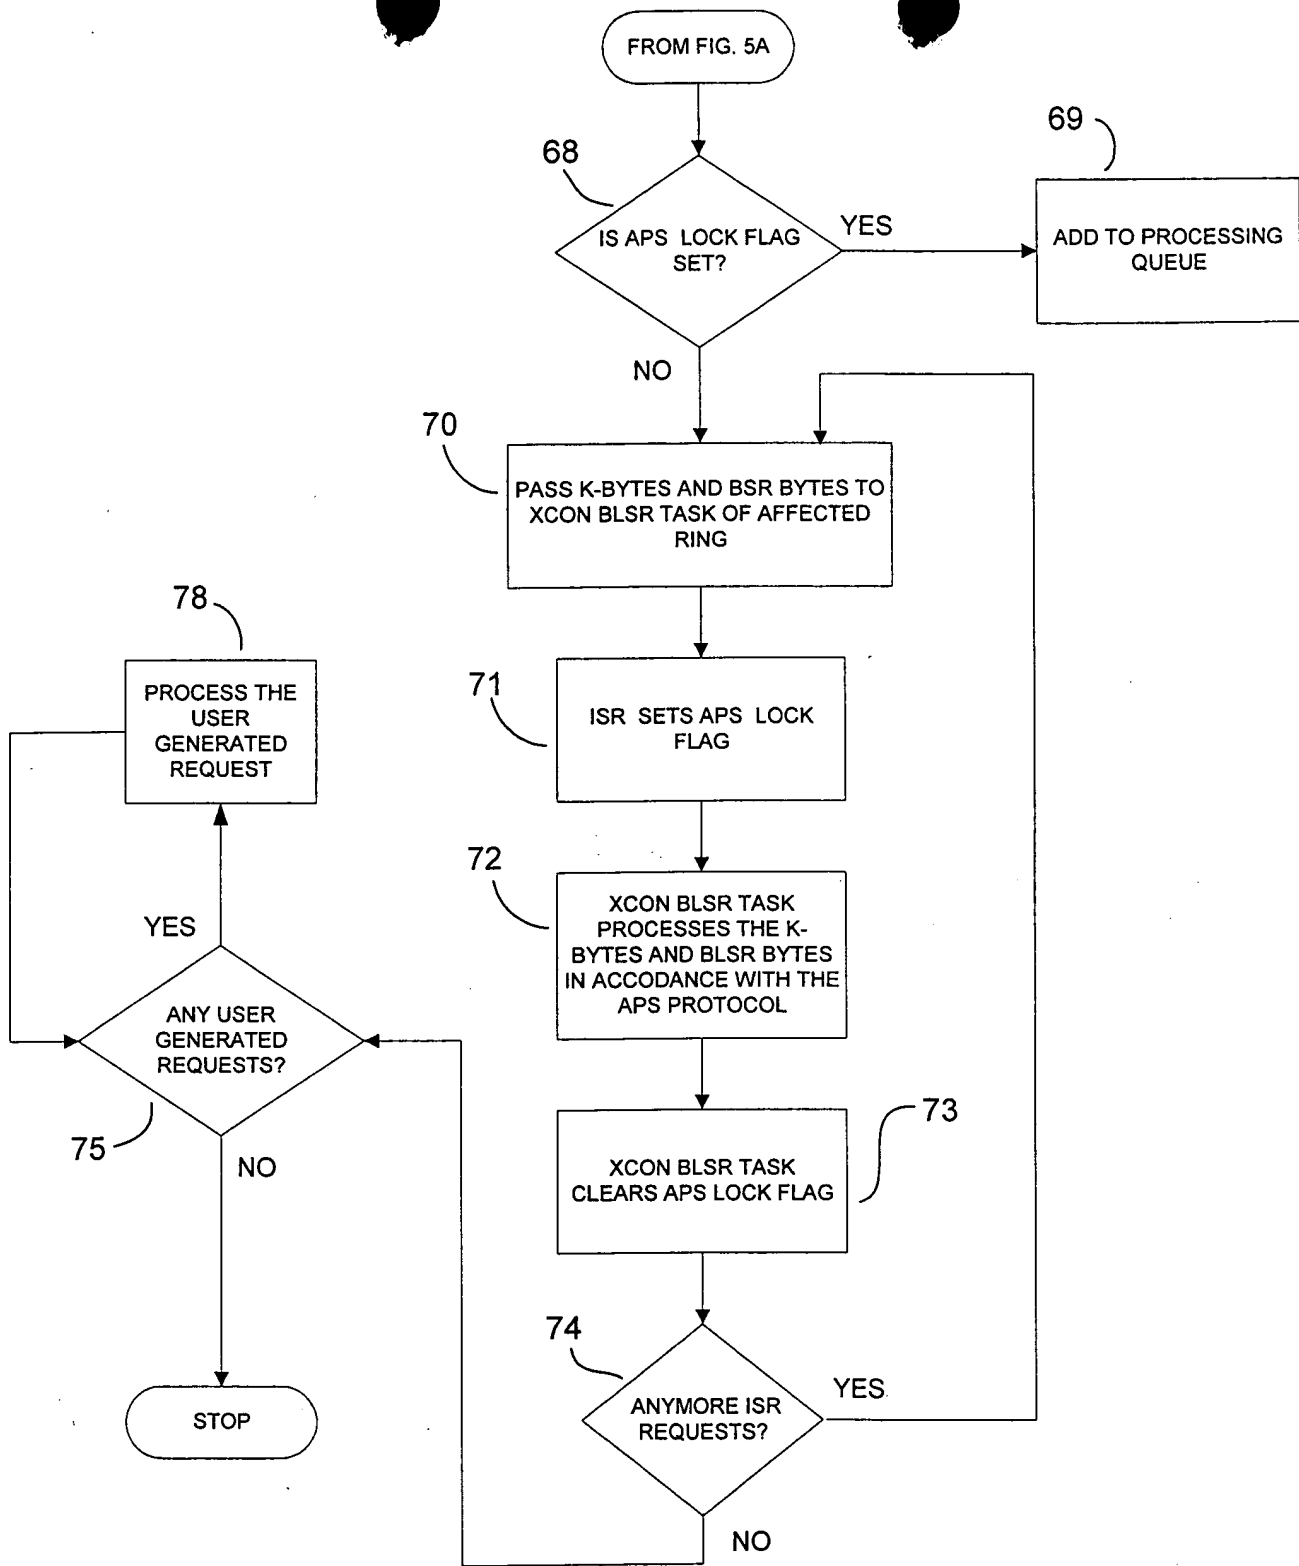 FROM FIG. 5A
68
IS APS LOCK FLAG
SET?
YES
69
ADD TO PROCESSING
QUEUE
NO
70
PASS K-BYTES AND BSR BYTES TO
XCON BLSR TASK OF AFFECTED
RING
71
ISR SETS APS LOCK
FLAG
72
XCON BLSR TASK
PROCESSES THE K-
BYTES AND BLSR BYTES
IN ACCODANCE WITH THE
APS PROTOCOL
73
XCON BLSR TASK
CLEARS APS LOCK FLAG
74
ANYMORE ISR
REQUESTS?
YES
NO
78
PROCESS THE
USER
GENERATED
REQUEST
YES
ANY USER
GENERATED
REQUESTS?
75
NO
STOP